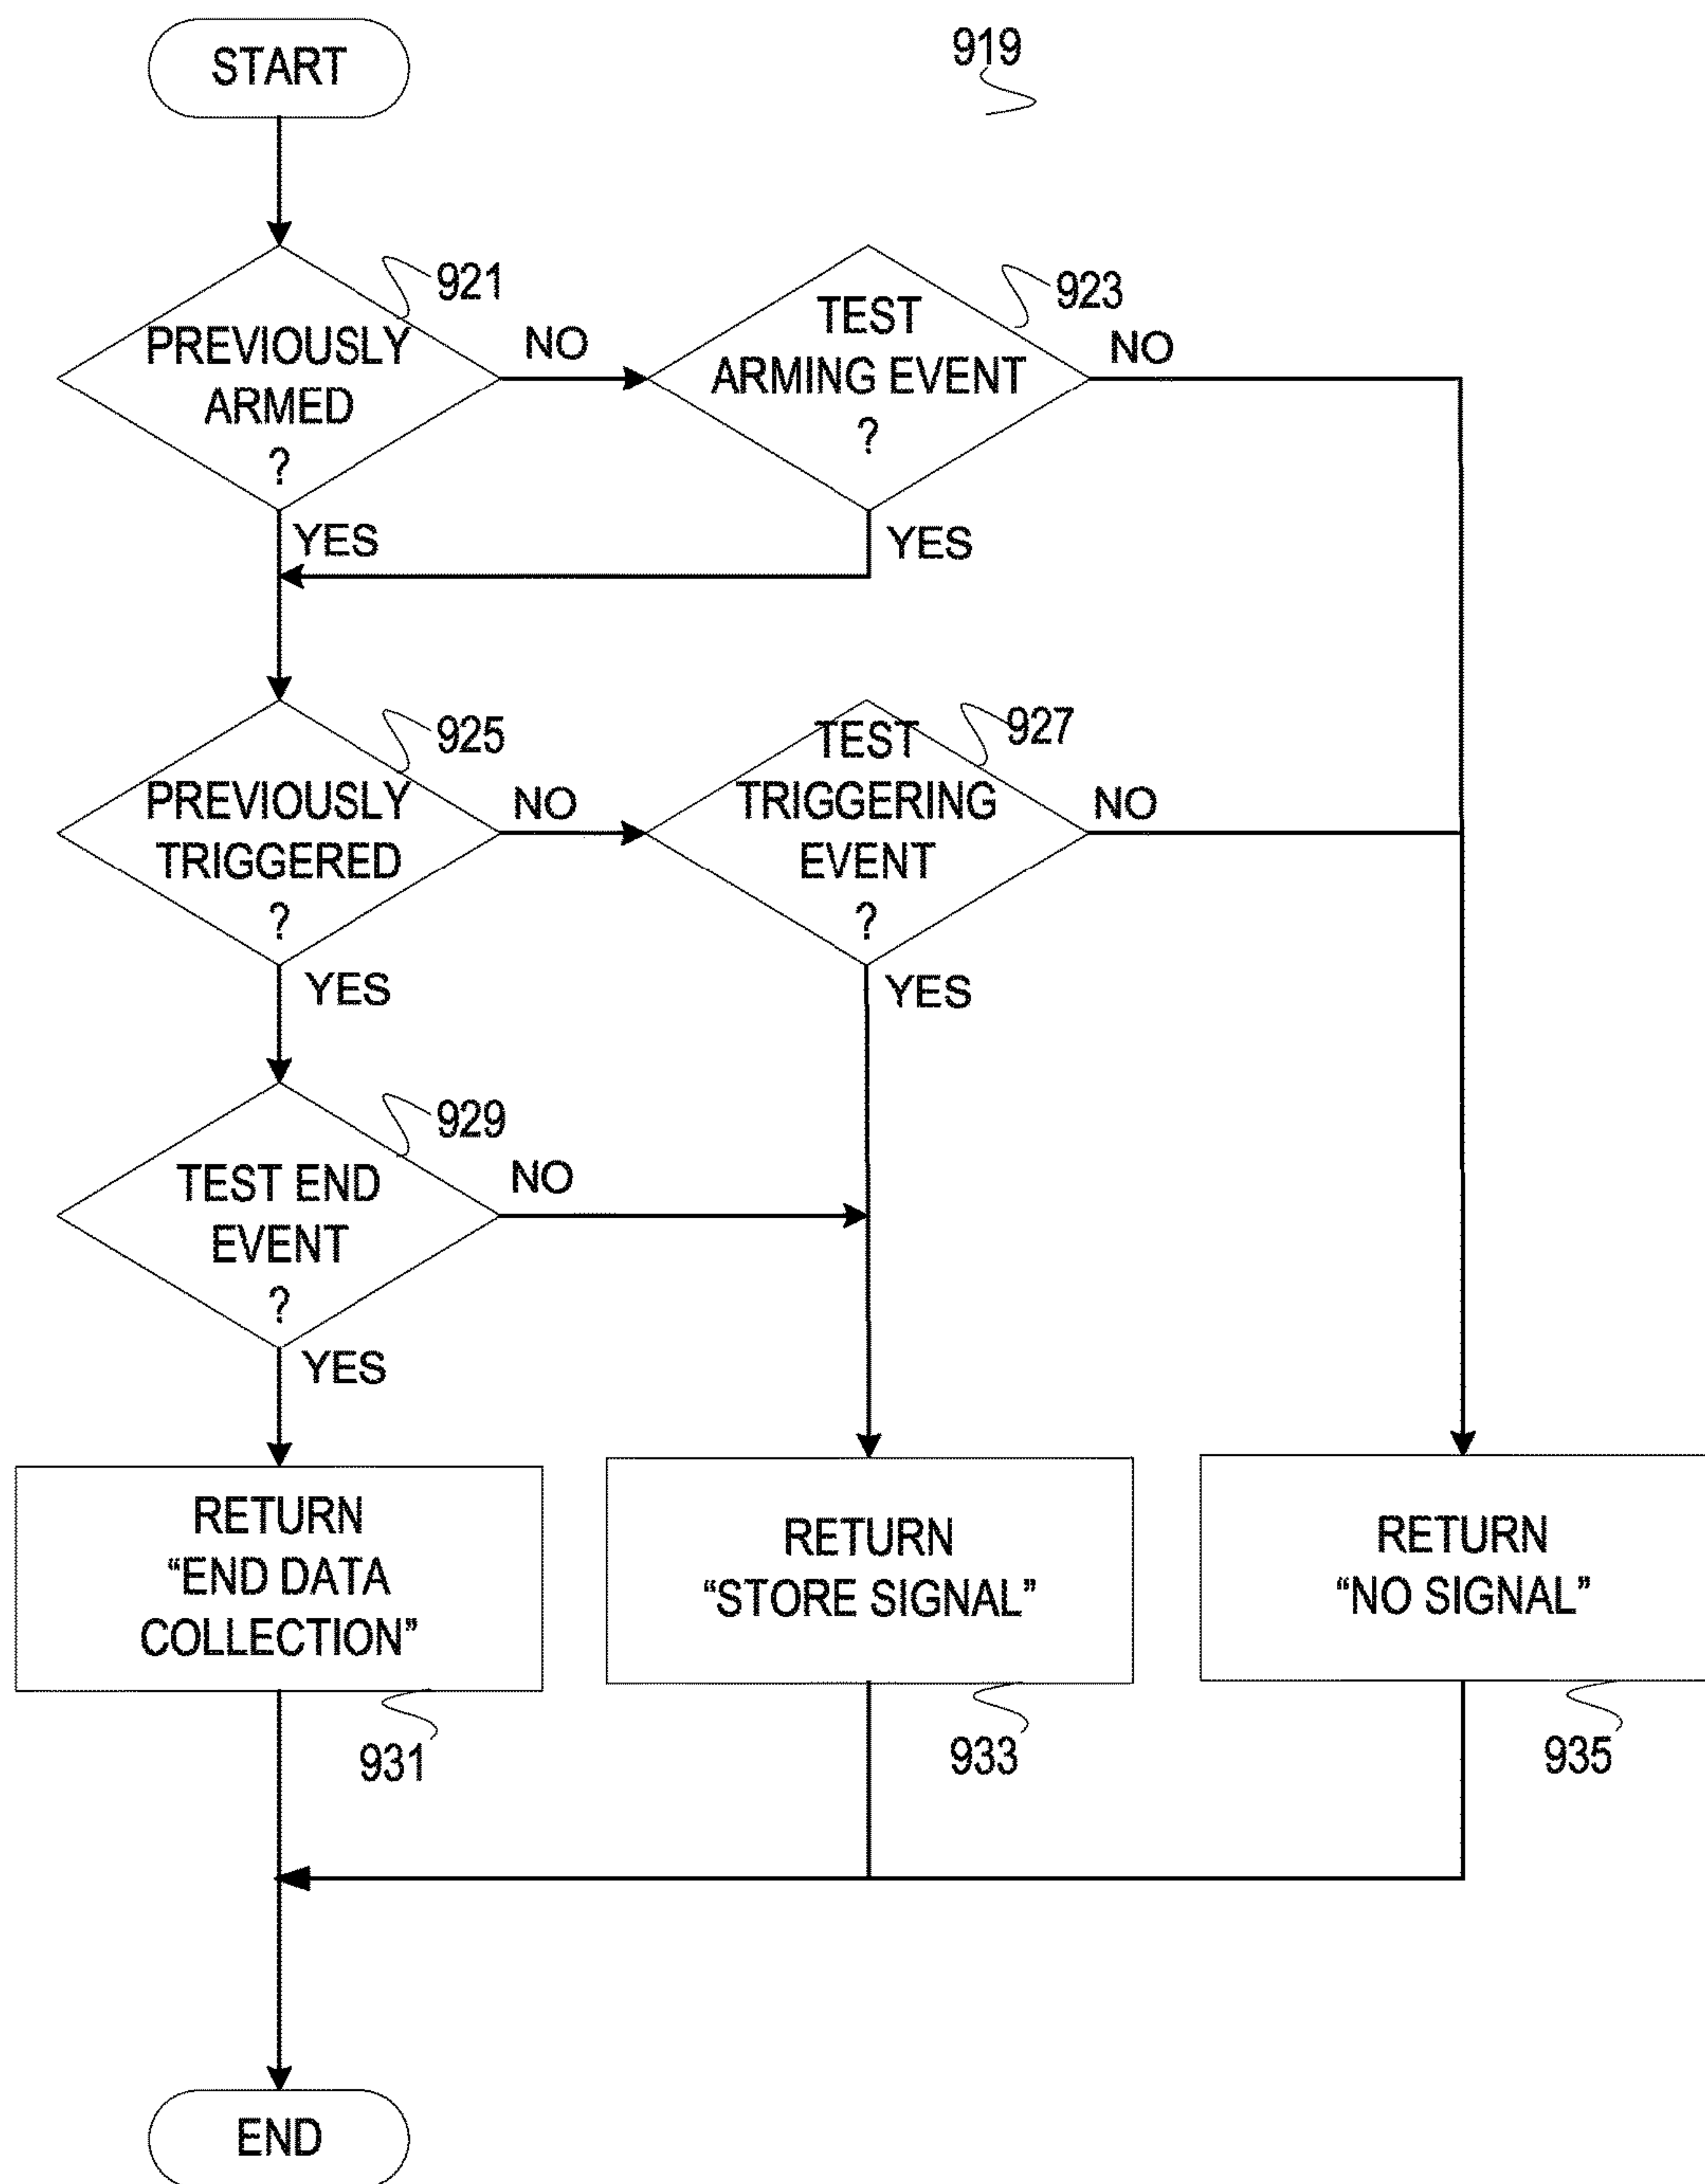 START
919
921
PREVIOUSLY
ARMED
?
NO
923
TEST
ARMING EVENT
?
NO
YES
YES
925
PREVIOUSLY
TRIGGERED
?
NO
927
TEST
TRIGGERING
EVENT
?
NO
YES
YES
929
TEST END
EVENT
?
NO
YES
RETURN
“END DATA
COLLECTION”
931
RETURN
“STORE SIGNAL”
933
RETURN
“NO SIGNAL”
935
END